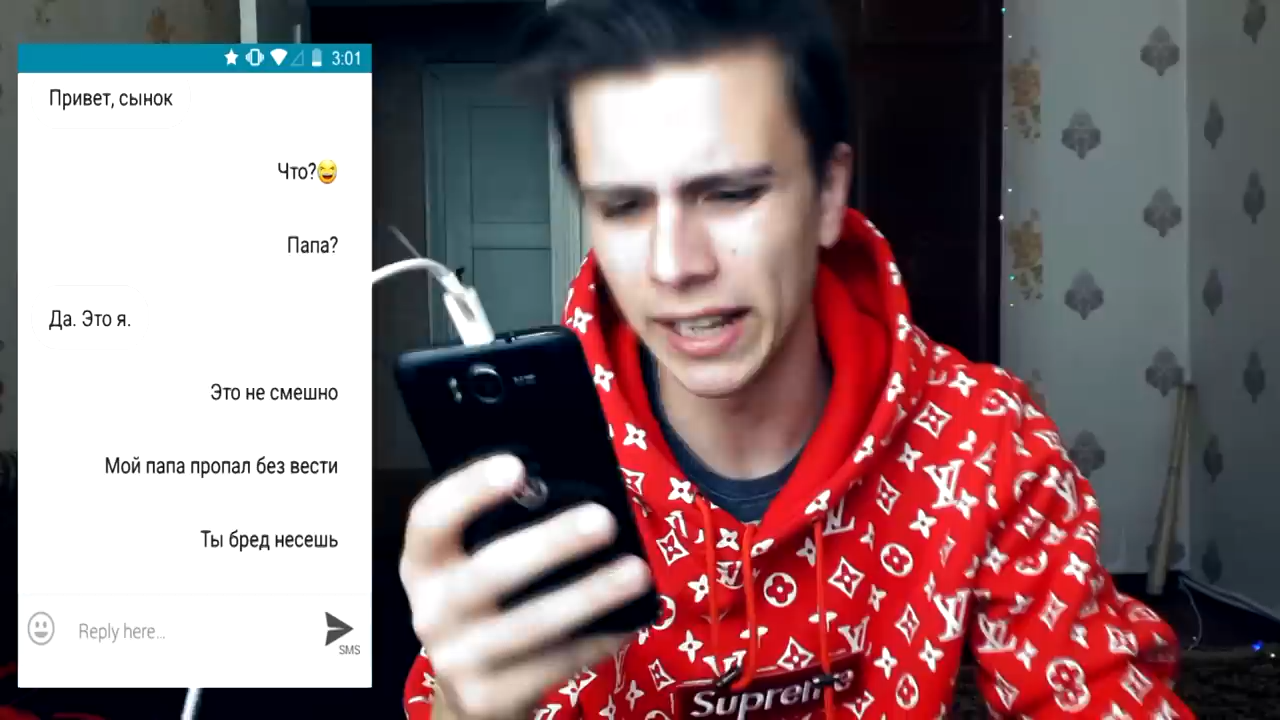 3:01
Привет, сынок
Что?😆
Папа?
Да. Это я.
Это не смешно
Мой папа пропал без вести
Ты бред несешь
Reply here...
SMS
Supreme